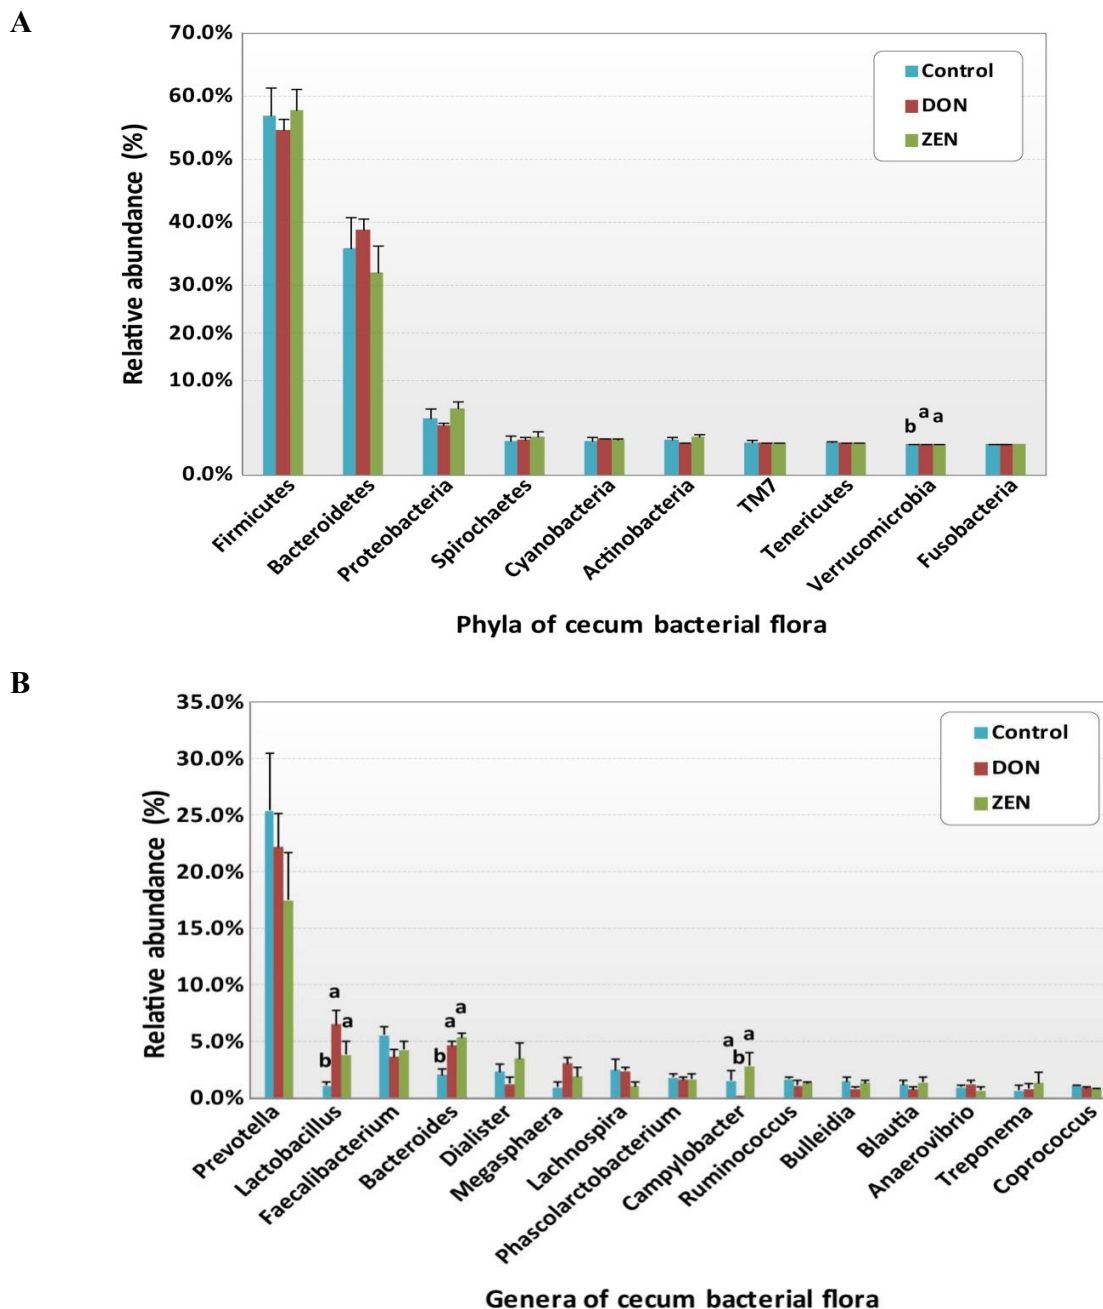 A
70.0%
60.0%
50.0%
40.0%
30.0%
20.0%
10.0%
0.0%
Relative abundance (%)
Control
DON
ZEN
b a a
Firmicutes
Bacteroidetes
Proteobacteria
Spirochaetes
Cyanobacteria
Actinobacteria
TM7
Tenericutes
Verrucomicrobia
Fusobacteria
Phyla of cecum bacterial flora
B
35.0%
30.0%
25.0%
20.0%
15.0%
10.0%
5.0%
0.0%
Relative abundance (%)
Control
DON
ZEN
b a a
b a a
a b a
Prevotella
Lactobacillus
Faecalibacterium
Bacteroides
Dialister
Megasphaera
Lachnospira
Phascolarctobacterium
Campylobacter
Ruminococcus
Bulleidia
Blautia
Anaerovibrio
Treponema
Coprococcus
Genera of cecum bacterial flora